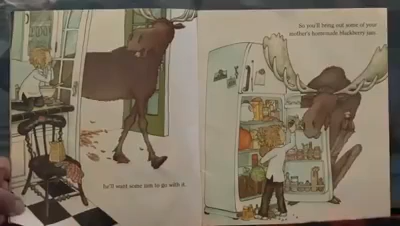 he'll want some jam to go with it.
So you'll bring out some of your
mother's homemade blackberry jam.